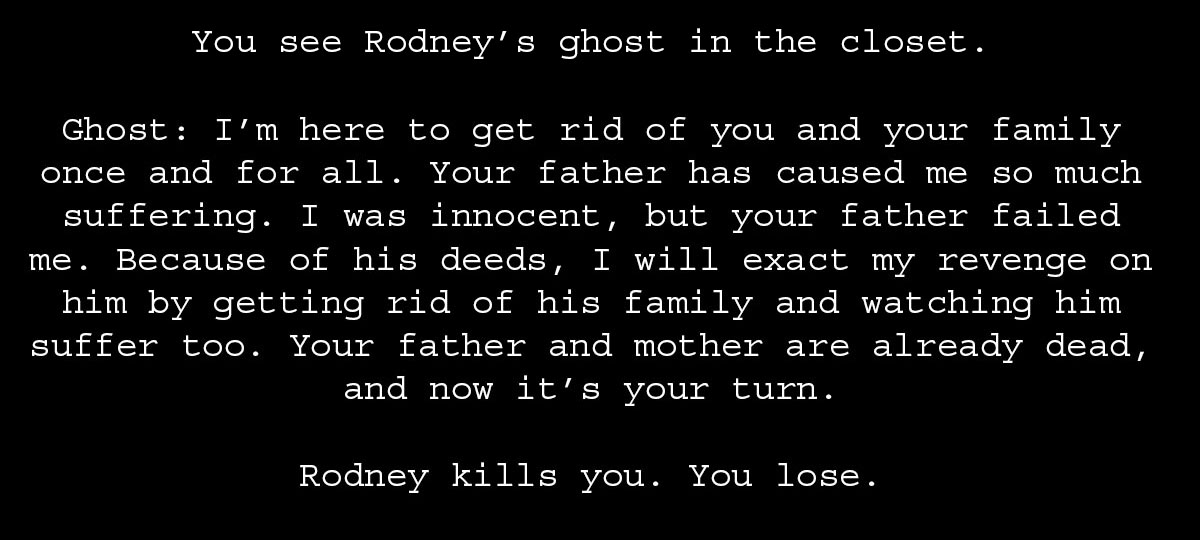 You see Rodney’s ghost in the closet.
Ghost: I’m here to get rid of you and your family
once and for all. Your father has caused me so much
suffering. I was innocent, but your father failed
me. Because of his deeds, I will exact my revenge on
him by getting rid of his family and watching him
suffer too. Your father and mother are already dead,
and now it’s your turn.
Rodney kills you. You lose.